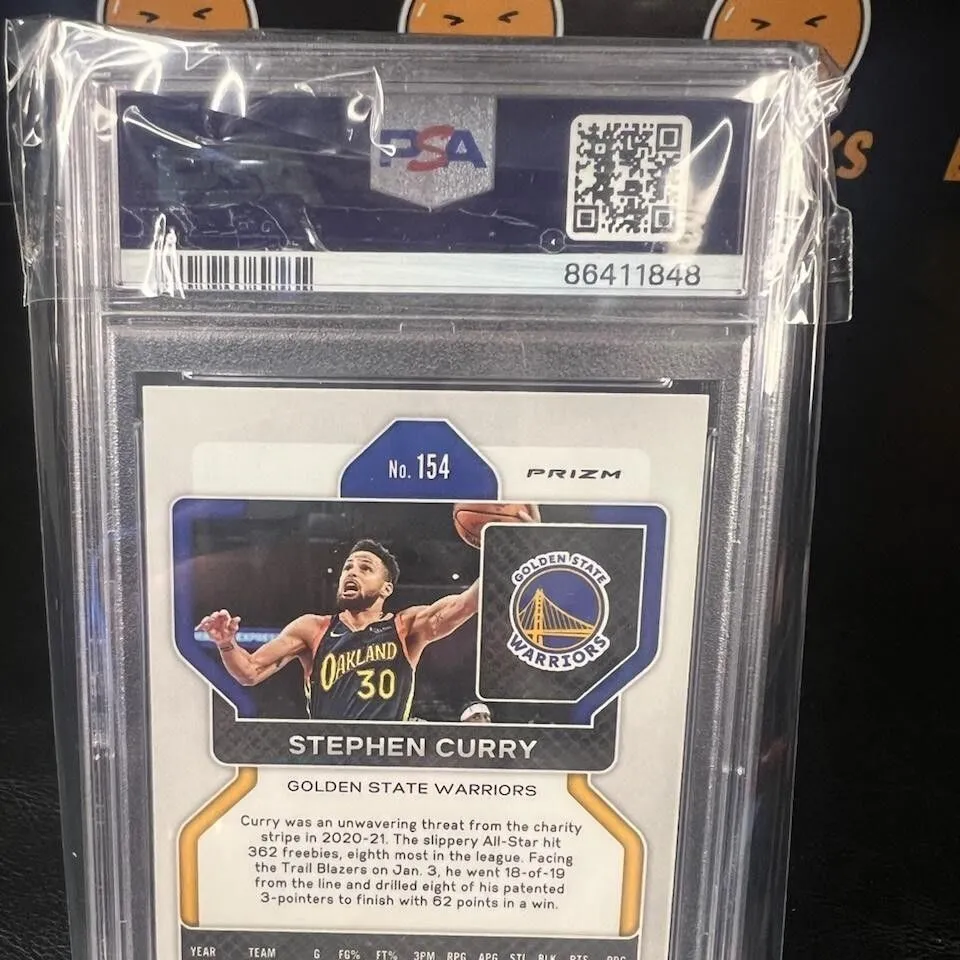 PSA
86411848
No. 154
PRIZM
GOLDEN STATE
WARRIORS
OAKLAND
30
STEPHEN CURRY
GOLDEN STATE WARRIORS
Curry was an unwavering threat from the charity
stripe in 2020-21. The slippery All-Star hit
362 freebies, eighth most in the league. Facing
the Trail Blazers on Jan. 3, he went 18-of-19
from the line and drilled eight of his patented
3-pointers to finish with 62 points in a win.
YEAR TEAM G FG% FT% 3PM RPG APG STL BLK PTS PPG